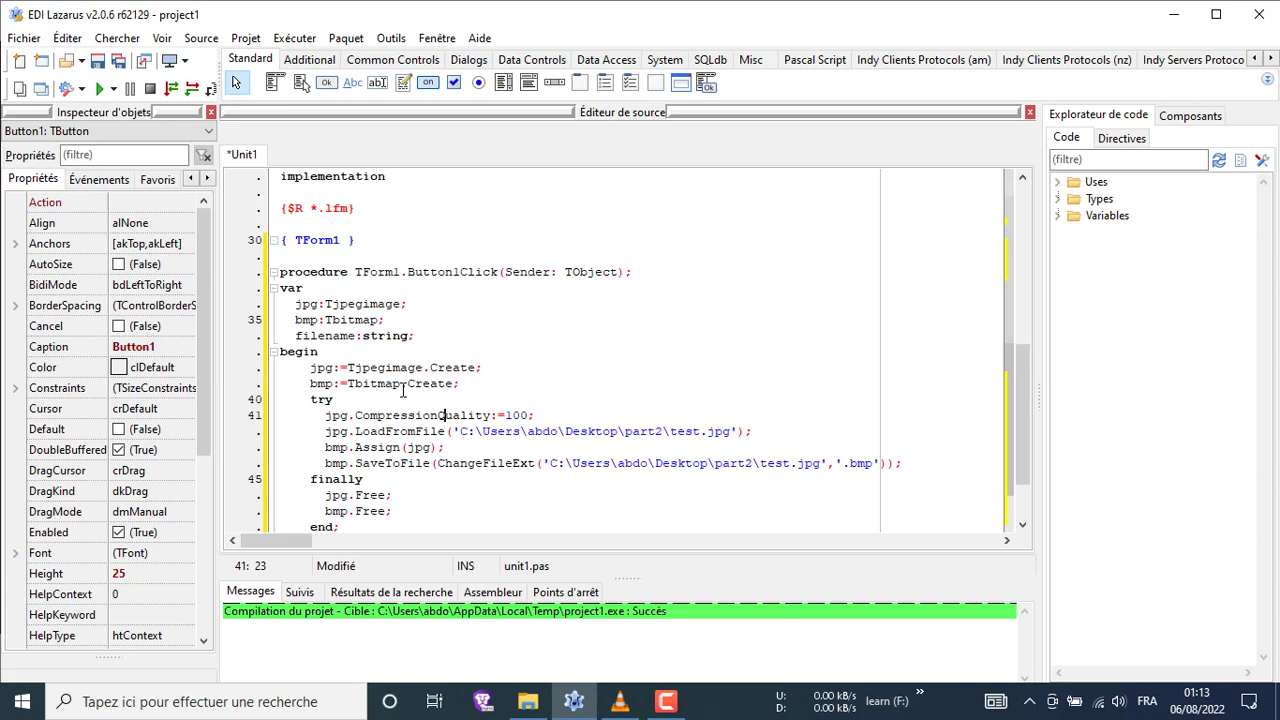 EDI Lazarus v2.0.6 r62129 - project1
Fichier Éditer Chercher Voir Source Projet Exécuter Paquet Outils Fenêtre Aide
Standard Additional Common Controls Dialogs Data Controls Data Access System SQLdb Misc Pascal Script Indy Clients Protocols (am) Indy Clients Protocols (nz) Indy Servers Protoco
Ok Abc abI on Ok
Inspecteur d'objets
Éditeur de source
Explorateur de code Composants
Button1: TButton
Code Directives
Propriétés (filtre)
*Unit1
(filtre)
Propriétés Événements Favoris
Uses
Types
Variables
Action
Align alNone
Anchors [akTop,akLeft]
AutoSize (False)
BidiMode bdLeftToRight
BorderSpacing (TControlBorderS
Cancel (False)
Caption Button1
Color clDefault
Constraints (TSizeConstraints
Cursor crDefault
Default (False)
DoubleBuffered (True)
DragCursor crDrag
DragKind dkDrag
DragMode dmManual
Enabled (True)
Font (TFont)
Height 25
HelpContext 0
HelpKeyword
HelpType htContext
implementation
{$R *.lfm}
30 { TForm1 }
procedure TForm1.Button1Click(Sender: TObject);
var
jpg:Tjpegimage;
35 bmp:Tbitmap;
filename:string;
begin
jpg:=Tjpegimage.Create;
bmp:=Tbitmap.Create;
40 try
41 jpg.CompressionQuality:=100;
jpg.LoadFromFile('C:\Users\abdo\Desktop\part2\test.jpg');
bmp.Assign(jpg);
bmp.SaveToFile(ChangeFileExt('C:\Users\abdo\Desktop\part2\test.jpg','.bmp'));
45 finally
jpg.Free;
bmp.Free;
end;
41: 23 Modifié INS unit1.pas
Messages Suivis Résultats de la recherche Assembleur Points d'arrêt
Compilation du projet - Cible : C:\Users\abdo\AppData\Local\Temp\project1.exe : Succès
Tapez ici pour effectuer une recherche
U: 0.00 kB/s
D: 0.00 kB/s
learn (F:)
»
FRA
01:13
06/08/2022